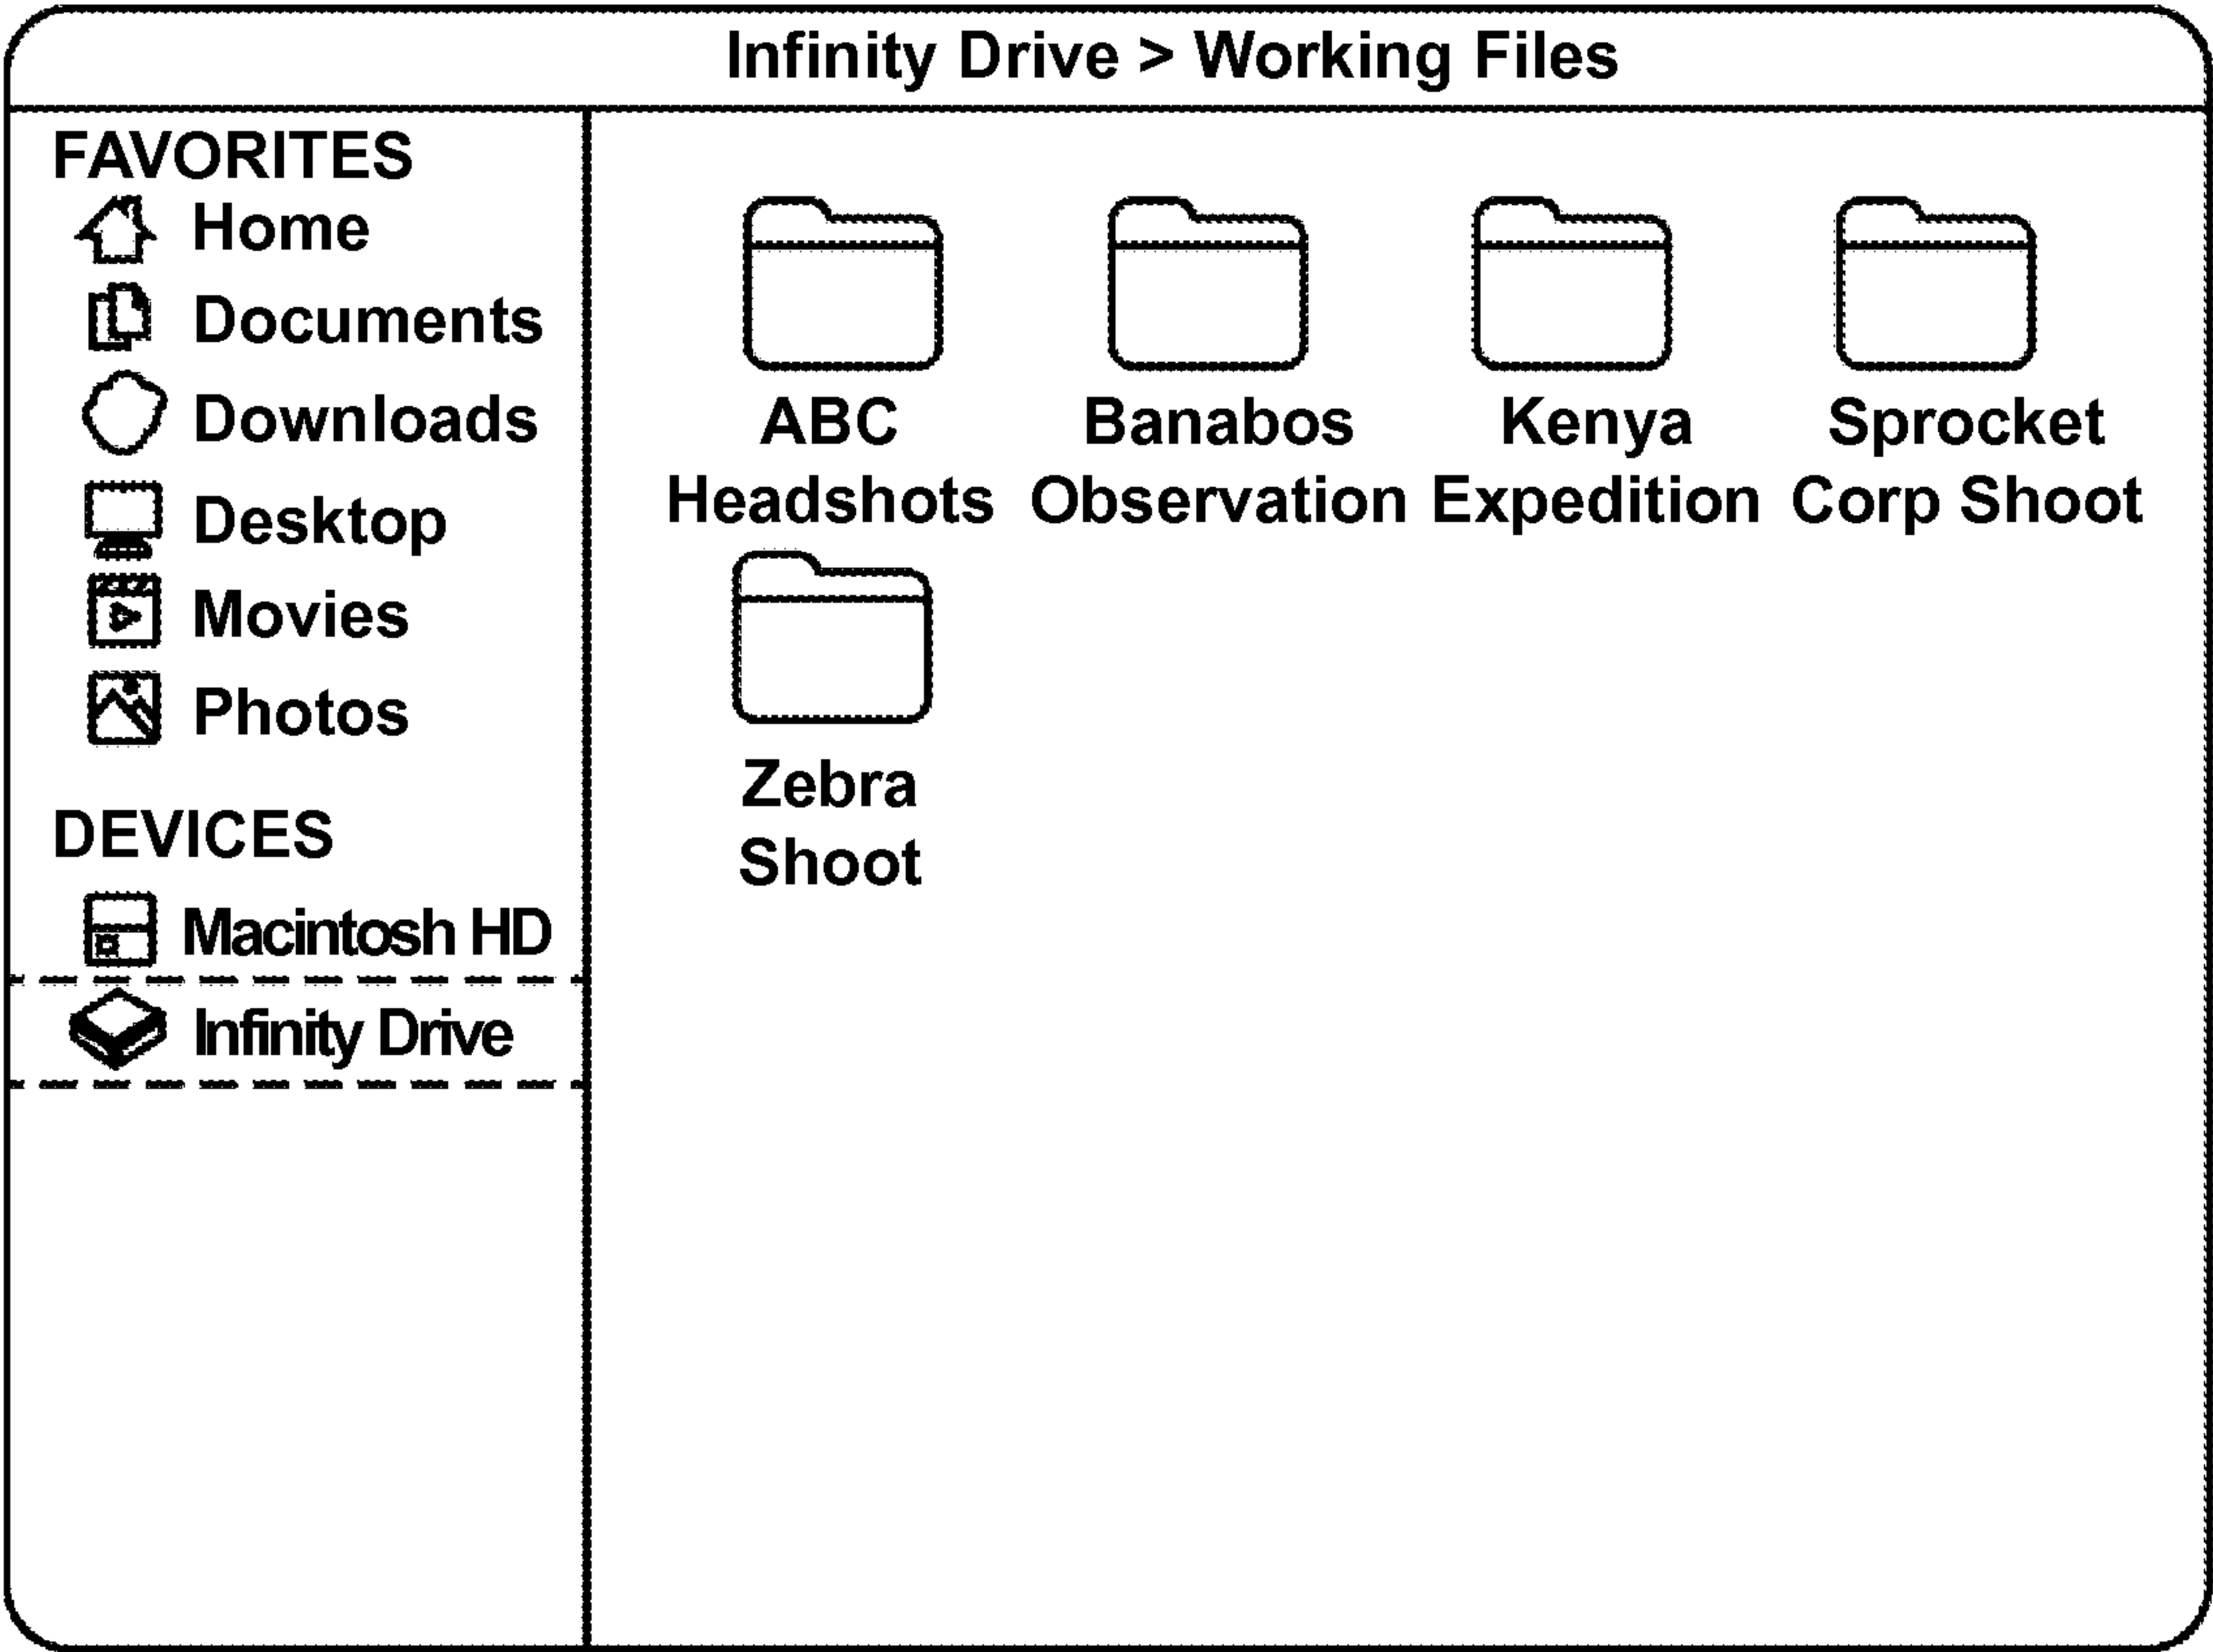 Infinity Drive > Working Files
FAVORITES
Home
Documents
Downloads
Desktop
Movies
Photos
DEVICES
Macintosh HD
Infinity Drive
ABC
Headshots
Banabos
Observation
Kenya
Expedition
Sprocket
Corp Shoot
Zebra
Shoot